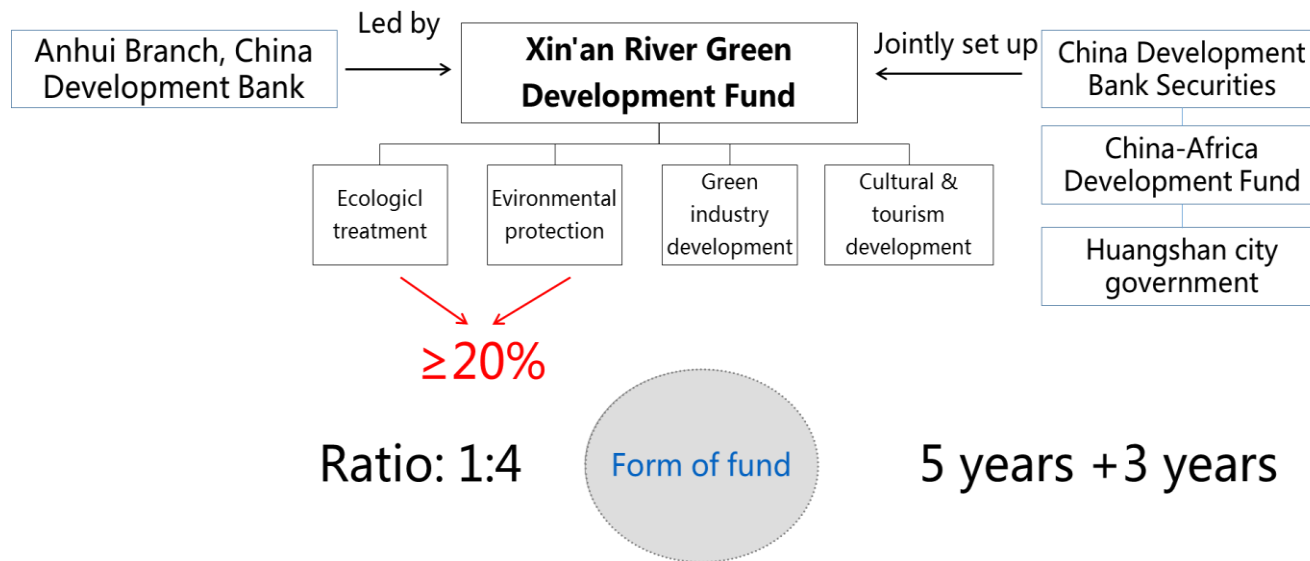 Anhui Branch, China
Development Bank
Led by
Xin'an River Green
Development Fund
Jointly set up
China Development
Bank Securities
China-Africa
Development Fund
Huangshan city
government
Ecologicl
treatment
Evironmental
protection
Green
industry
development
Cultural &
tourism
development
≥20%
Ratio: 1:4
Form of fund
5 years +3 years